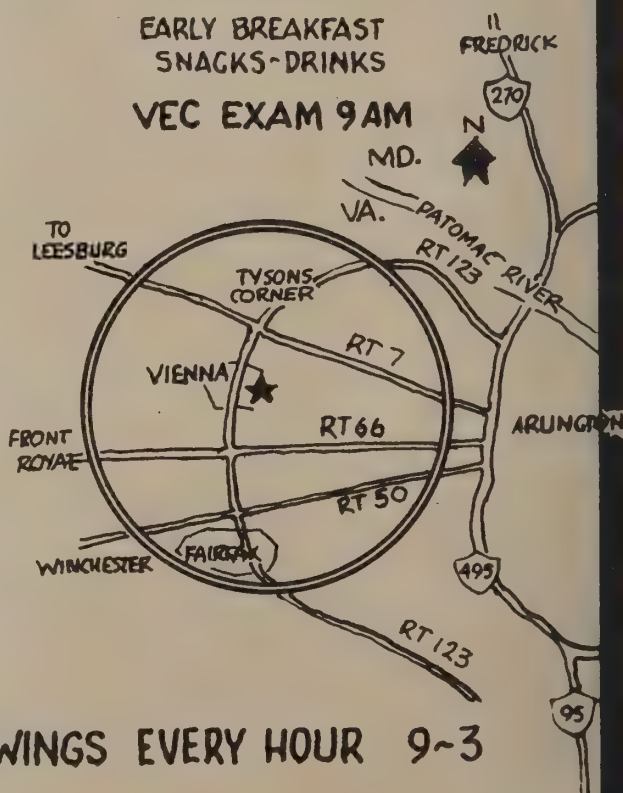 EARLY BREAKFAST
SNACKS-DRINKS
VEC EXAM 9AM
11
FREDRICK
270
N
MD.
VA.
PATOMAC RIVER
RT 123
TO
LEESBURG
TYSONS
CORNER
RT 7
VIENNA
ARLINGTON
RT 66
FRONT
ROYAL
RT 50
WINCHESTER
FAIRFAX
495
RT 123
95
WINGS EVERY HOUR 9~3